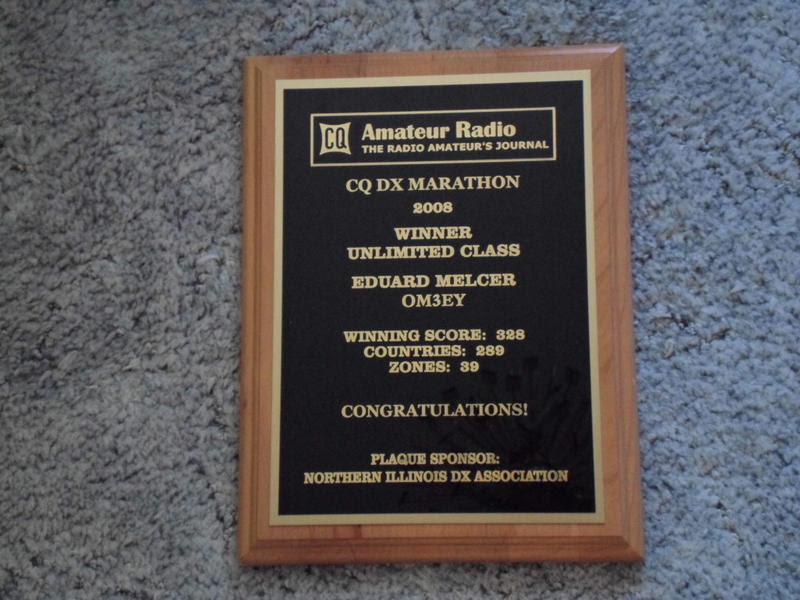 CQ Amateur Radio
THE RADIO AMATEUR'S JOURNAL
CQ DX MARATHON
2008
WINNER
UNLIMITED CLASS
EDUARD MELCER
OM3EY
WINNING SCORE: 328
COUNTRIES: 289
ZONES: 39
CONGRATULATIONS!
PLAQUE SPONSOR:
NORTHERN ILLINOIS DX ASSOCIATION